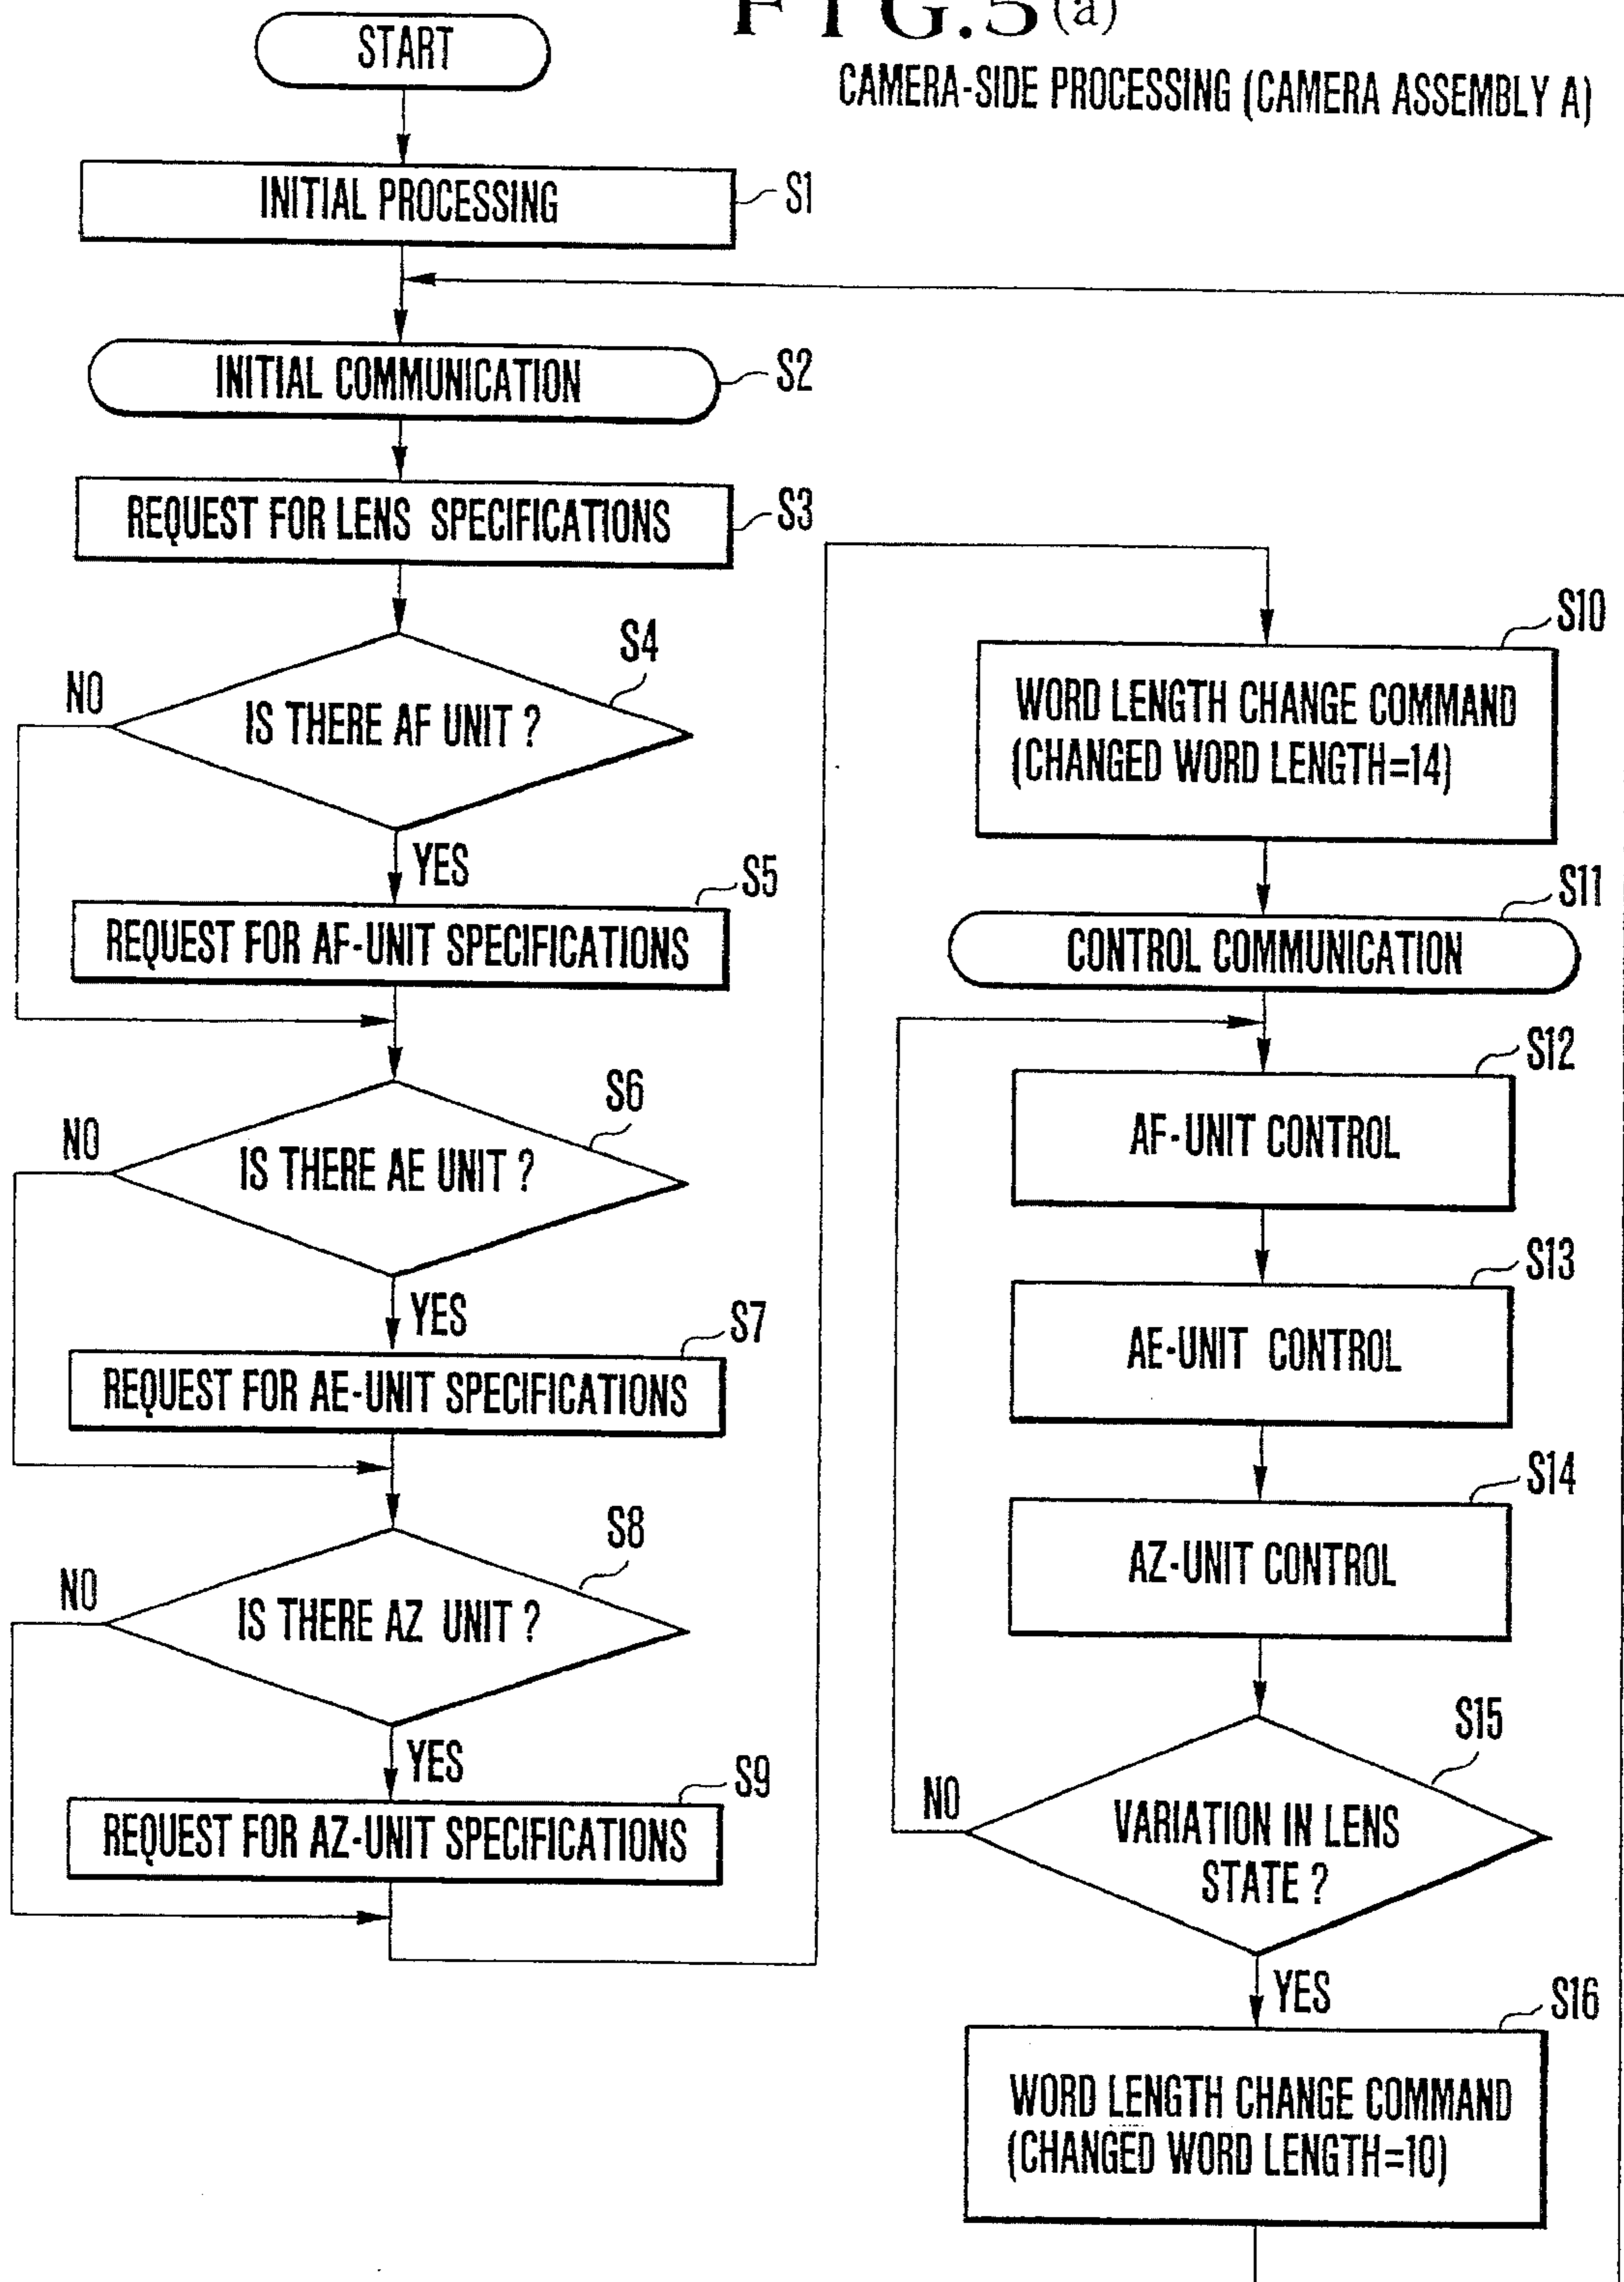 FIG.5(a)
CAMERA-SIDE PROCESSING (CAMERA ASSEMBLY A)
START
INITIAL PROCESSING
S1
INITIAL COMMUNICATION
S2
REQUEST FOR LENS SPECIFICATIONS
S3
S4
NO
IS THERE AF UNIT ?
YES
S5
REQUEST FOR AF-UNIT SPECIFICATIONS
S6
NO
IS THERE AE UNIT ?
YES
S7
REQUEST FOR AE-UNIT SPECIFICATIONS
S8
NO
IS THERE AZ UNIT ?
YES
S9
REQUEST FOR AZ-UNIT SPECIFICATIONS
S10
WORD LENGTH CHANGE COMMAND
(CHANGED WORD LENGTH=14)
S11
CONTROL COMMUNICATION
S12
AF-UNIT CONTROL
S13
AE-UNIT CONTROL
S14
AZ-UNIT CONTROL
S15
NO
VARIATION IN LENS
STATE ?
YES
S16
WORD LENGTH CHANGE COMMAND
(CHANGED WORD LENGTH=10)